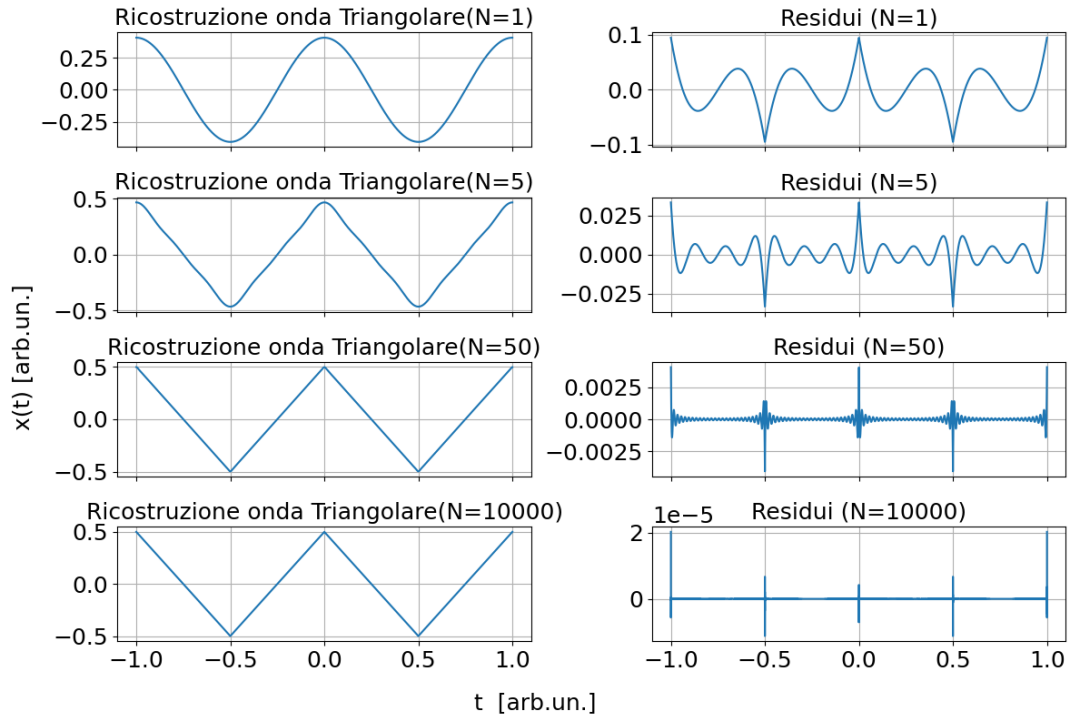 Ricostruzione onda Triangolare(N=1)
Residui (N=1)
0.25
0.00
−0.25
0.1
0.0
−0.1
Ricostruzione onda Triangolare(N=5)
Residui (N=5)
0.5
0.0
−0.5
0.025
0.000
−0.025
Ricostruzione onda Triangolare(N=50)
Residui (N=50)
0.5
0.0
−0.5
0.0025
0.0000
−0.0025
Ricostruzione onda Triangolare(N=10000)
1e−5 Residui (N=10000)
0.5
0.0
−0.5
2
0
−1.0 −0.5 0.0 0.5 1.0
−1.0 −0.5 0.0 0.5 1.0
x(t) [arb.un.]
t [arb.un.]